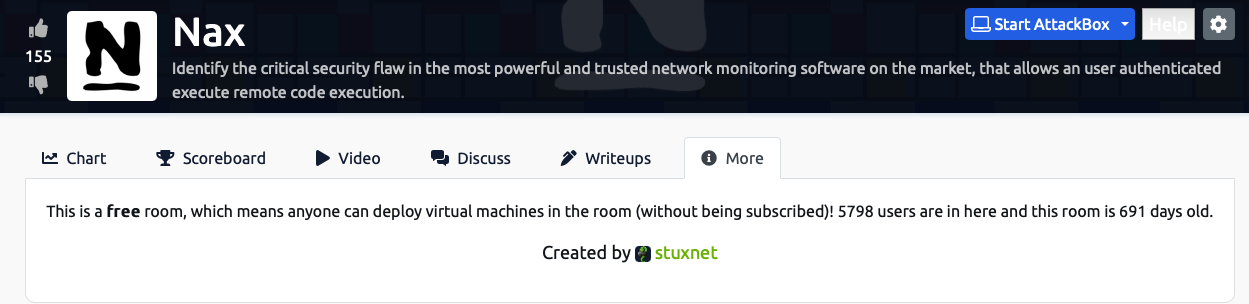 Nax
155
Start AttackBox
Help
Identify the critical security flaw in the most powerful and trusted network monitoring software on the market, that allows an user authenticated
execute remote code execution.
Chart
Scoreboard
Video
Discuss
Writeups
More
This is a free room, which means anyone can deploy virtual machines in the room (without being subscribed)! 5798 users are in here and this room is 691 days old.
Created by stuxnet